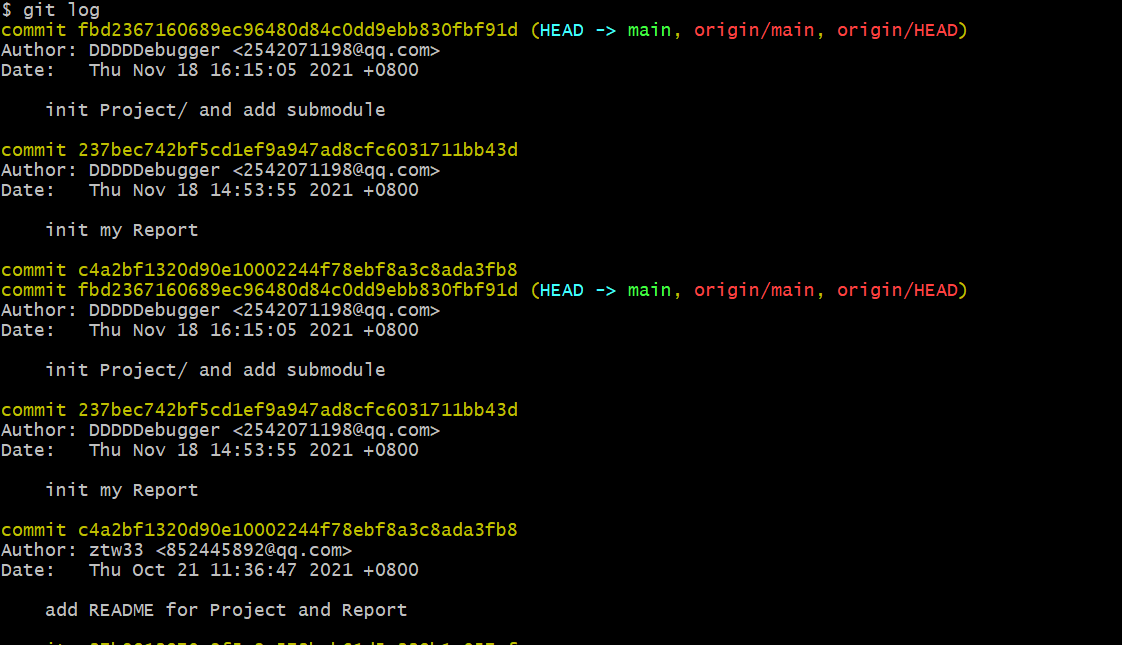 $ git log
commit fbd2367160689ec96480d84c0dd9ebb830fbf91d (HEAD -> main, origin/main, origin/HEAD)
Author: DDDDDebugger <2542071198@qq.com>
Date:   Thu Nov 18 16:15:05 2021 +0800
    init Project/ and add submodule
commit 237bec742bf5cd1ef9a947ad8cfc6031711bb43d
Author: DDDDDebugger <2542071198@qq.com>
Date:   Thu Nov 18 14:53:55 2021 +0800
    init my Report
commit c4a2bf1320d90e10002244f78ebf8a3c8ada3fb8
commit fbd2367160689ec96480d84c0dd9ebb830fbf91d (HEAD -> main, origin/main, origin/HEAD)
Author: DDDDDebugger <2542071198@qq.com>
Date:   Thu Nov 18 16:15:05 2021 +0800
    init Project/ and add submodule
commit 237bec742bf5cd1ef9a947ad8cfc6031711bb43d
Author: DDDDDebugger <2542071198@qq.com>
Date:   Thu Nov 18 14:53:55 2021 +0800
    init my Report
commit c4a2bf1320d90e10002244f78ebf8a3c8ada3fb8
Author: ztw33 <852445892@qq.com>
Date:   Thu Oct 21 11:36:47 2021 +0800
    add README for Project and Report